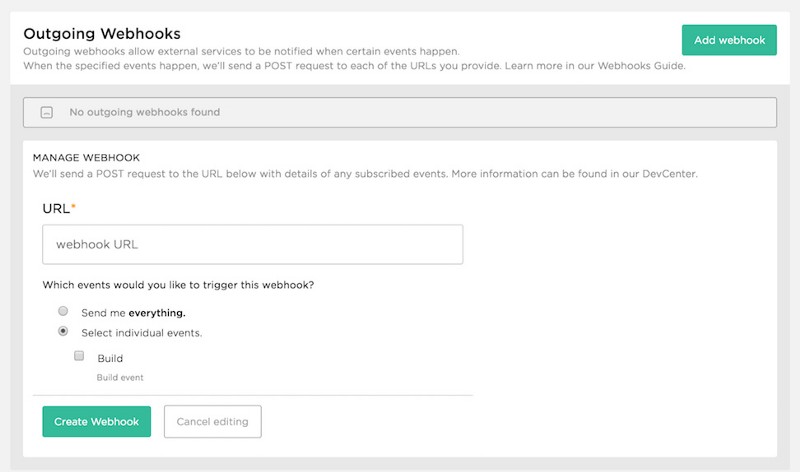 Outgoing Webhooks
Add webhook
Outgoing webhooks allow external services to be notified when certain events happen.
When the specified events happen, we'll send a POST request to each of the URLs you provide. Learn more in our Webhooks Guide.
No outgoing webhooks found
MANAGE WEBHOOK
We'll send a POST request to the URL below with details of any subscribed events. More information can be found in our DevCenter.
URL*
webhook URL
Which events would you like to trigger this webhook?
Send me everything.
Select individual events.
Build
Build event
Create Webhook
Cancel editing